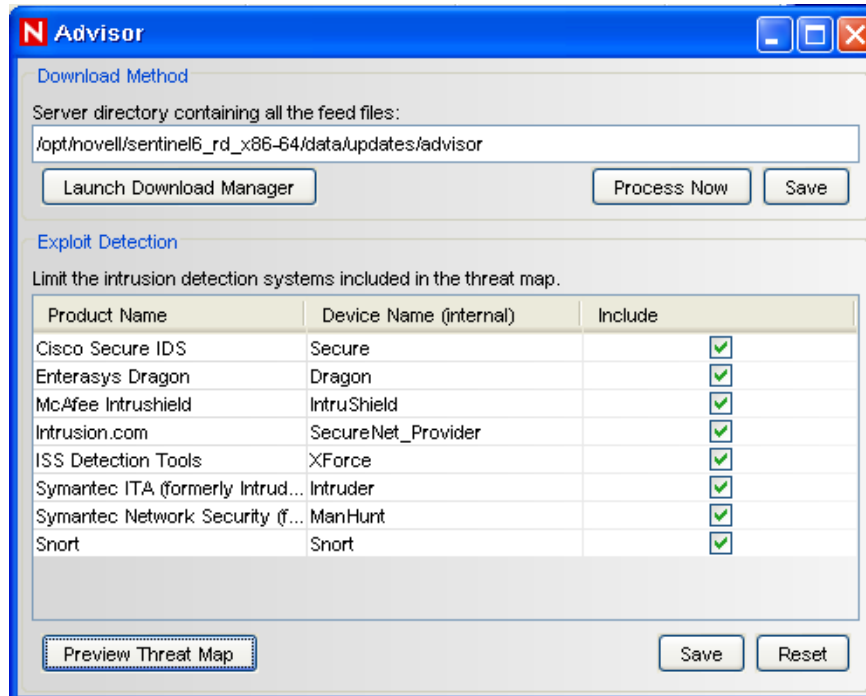 N Advisor
Download Method
Server directory containing all the feed files:
/opt/novell/sentinel6_rd_x86-64/data/updates/advisor
Launch Download Manager Process Now Save
Exploit Detection
Limit the intrusion detection systems included in the threat map.
Product Name Device Name (internal) Include
Cisco Secure IDS Secure
Enterasys Dragon Dragon
McAfee Intrushield IntruShield
Intrusion.com SecureNet_Provider
ISS Detection Tools XForce
Symantec ITA (formerly Intrud... Intruder
Symantec Network Security (f... ManHunt
Snort Snort
Preview Threat Map Save Reset